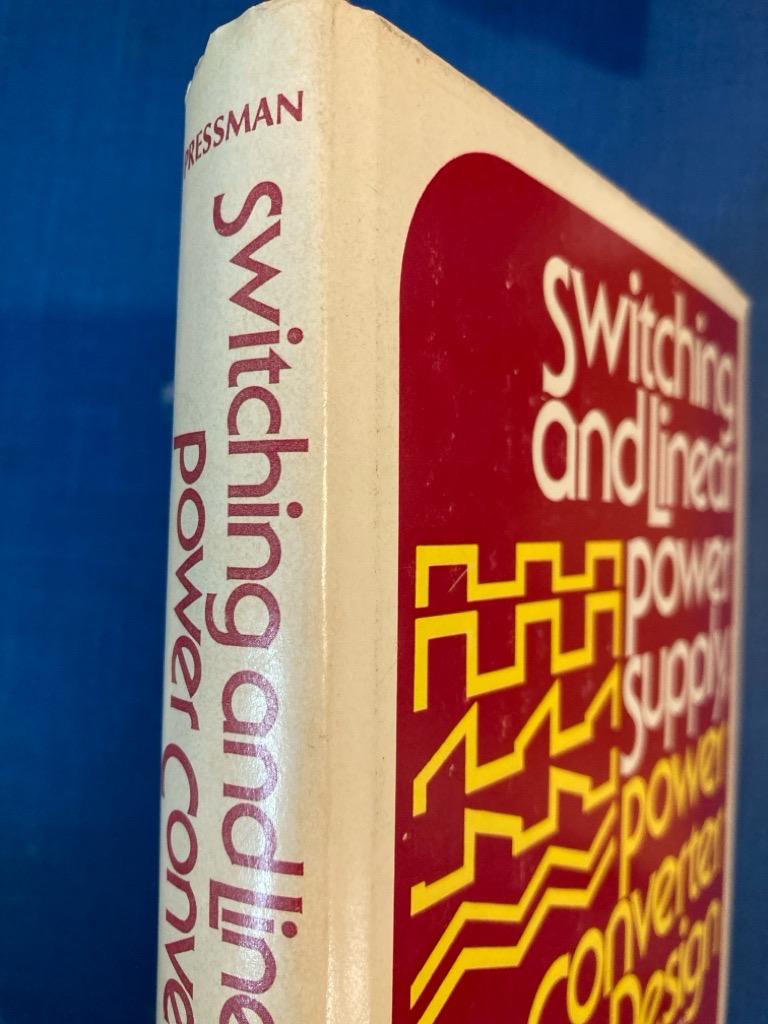 PRESSMAN
Switching and Line
power Conve
Switching
and Linear
power
supply,
power
converter
Design